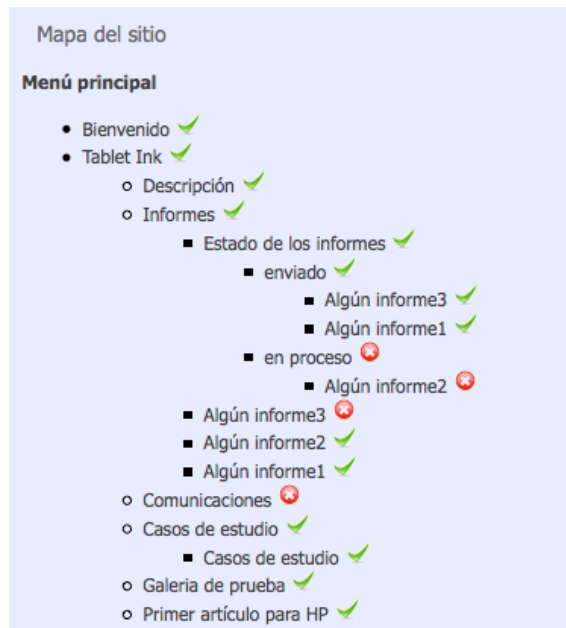 Mapa del sitio
Menú principal
Bienvenido
Tablet Ink
Descripción
Informes
Estado de los informes
enviado
Algún informe3
Algún informe1
en proceso
Algún informe2
Algún informe3
Algún informe2
Algún informe1
Comunicaciones
Casos de estudio
Casos de estudio
Galeria de prueba
Primer artículo para HP